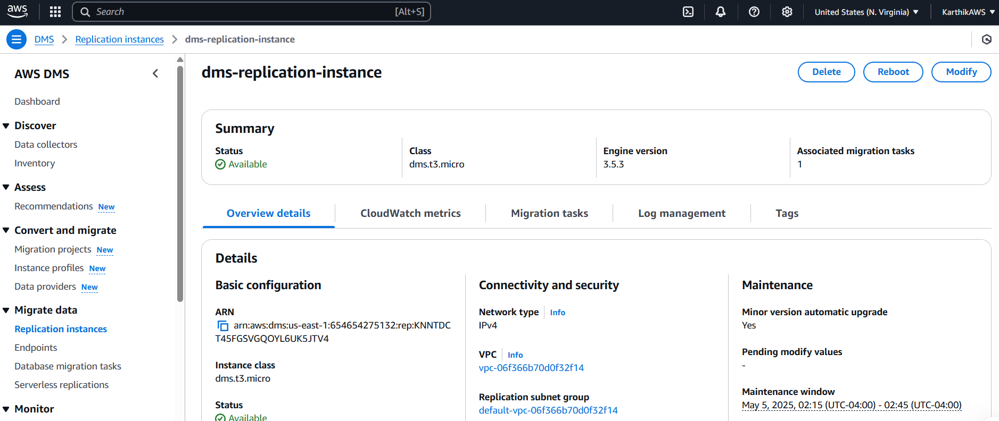 aws
Search [Alt+S]
United States (N. Virginia)
KarthikAWS
DMS
Replication instances
dms-replication-instance
AWS DMS
Dashboard
Discover
Data collectors
Inventory
Assess
Recommendations New
Convert and migrate
Migration projects New
Instance profiles New
Data providers New
Migrate data
Replication instances
Endpoints
Database migration tasks
Serverless replications
Monitor
dms-replication-instance
Delete
Reboot
Modify
Summary
Status
Available
Class
dms.t3.micro
Engine version
3.5.3
Associated migration tasks
1
Overview details
CloudWatch metrics
Migration tasks
Log management
Tags
Details
Basic configuration
ARN
arn:aws:dms:us-east-1:654654275132:rep:KNNTDC
T45FGSVGQOYL6UK5JTV4
Instance class
dms.t3.micro
Status
Available
Connectivity and security
Network type Info
IPv4
VPC Info
vpc-06f366b70d0f32f14
Replication subnet group
default-vpc-06f366b70d0f32f14
Maintenance
Minor version automatic upgrade
Yes
Pending modify values
-
Maintenance window
May 5, 2025, 02:15 (UTC-04:00) - 02:45 (UTC-04:00)